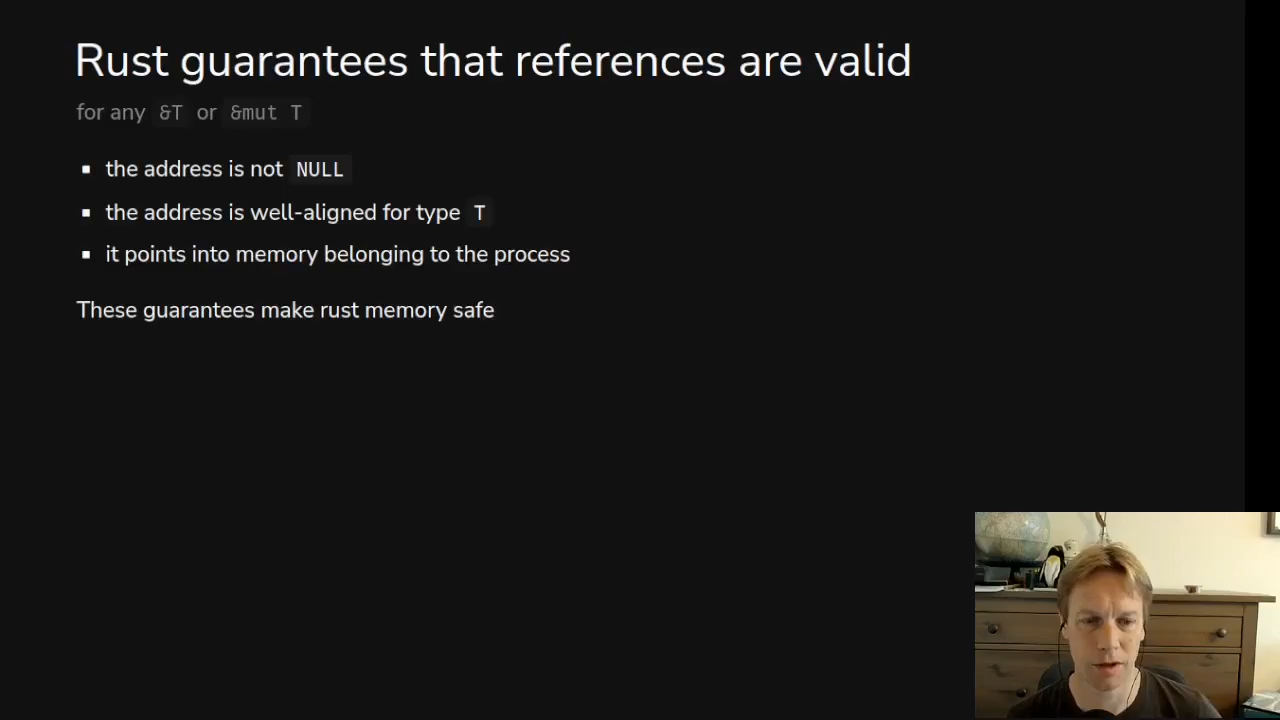 Rust guarantees that references are valid
for any &T or &mut T
▪ the address is not NULL
▪ the address is well-aligned for type T
▪ it points into memory belonging to the process
These guarantees make rust memory safe